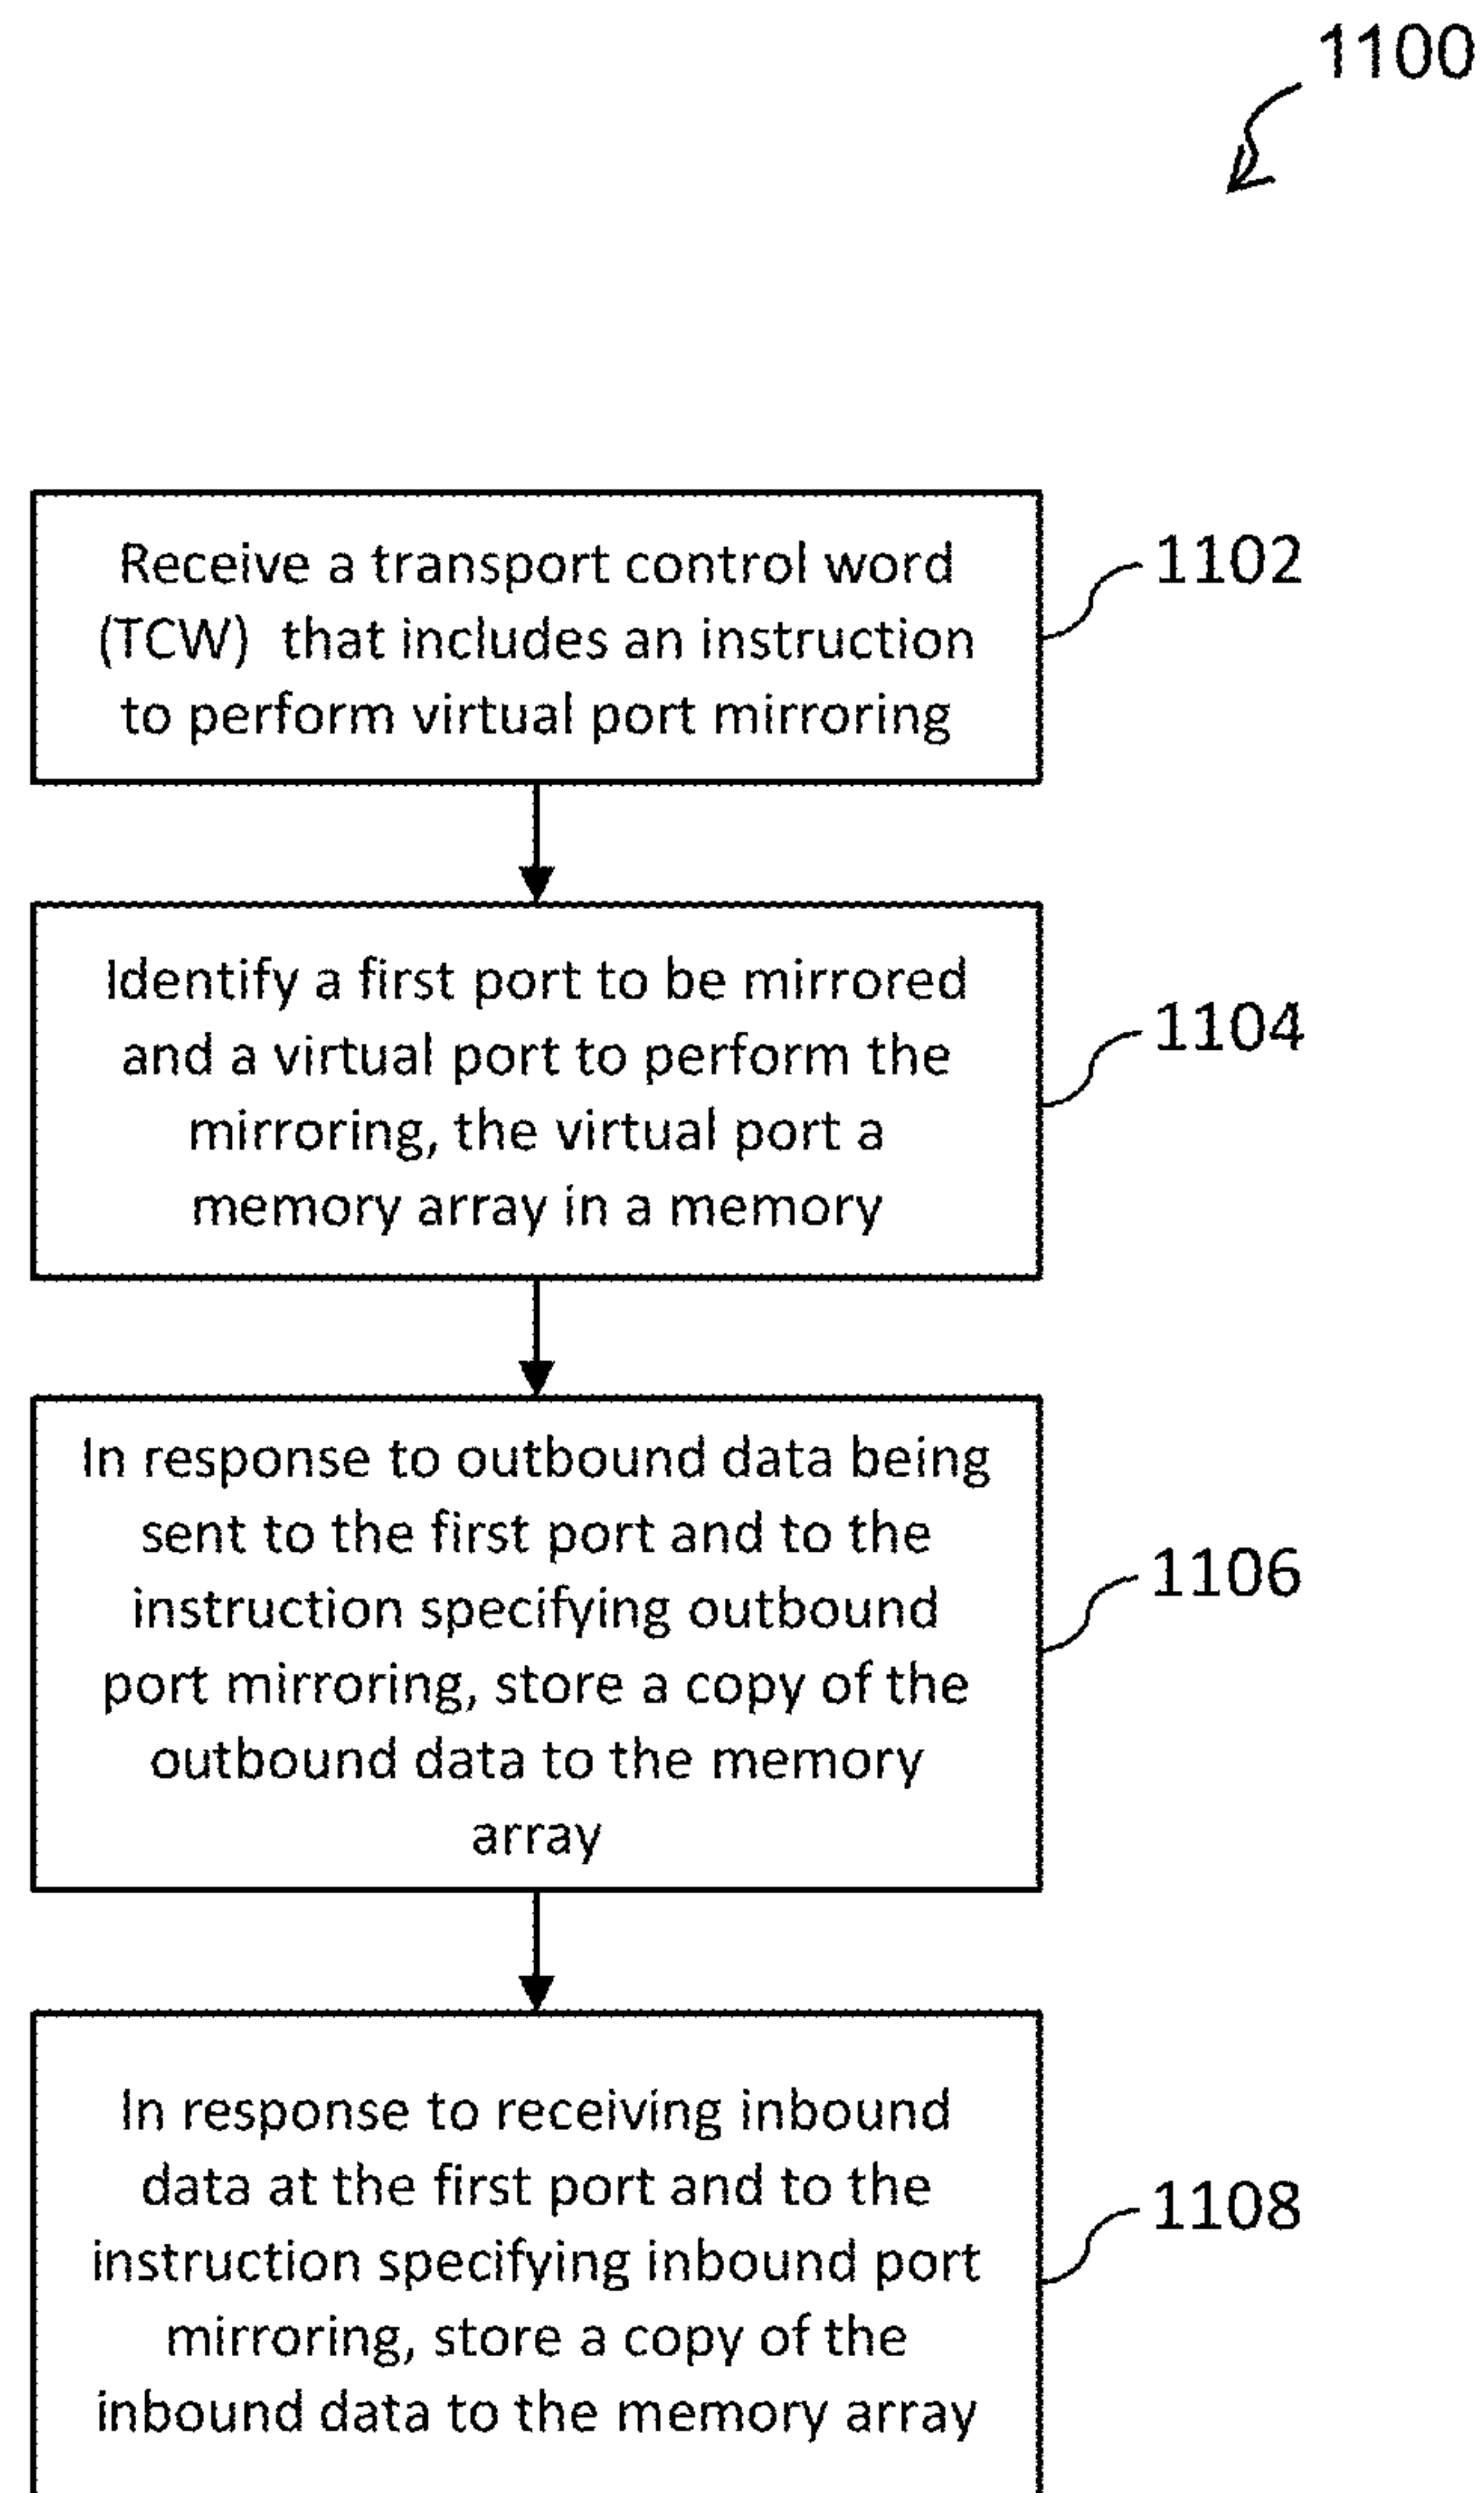 1100
Receive a transport control word
(TCW) that includes an instruction
to perform virtual port mirroring
1102
Identify a first port to be mirrored
and a virtual port to perform the
mirroring, the virtual port a
memory array in a memory
1104
In response to outbound data being
sent to the first port and to the
instruction specifying outbound
port mirroring, store a copy of the
outbound data to the memory
array
1106
In response to receiving inbound
data at the first port and to the
instruction specifying inbound port
mirroring, store a copy of the
inbound data to the memory array
1108